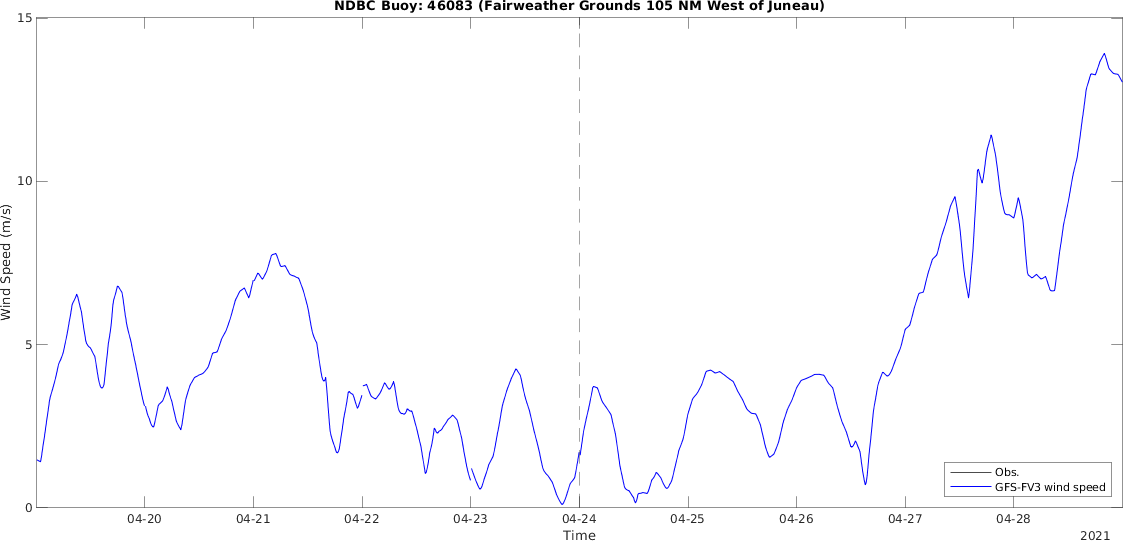 NDBC Buoy: 46083 (Fairweather Grounds 105 NM West of Juneau)
15
10
5
0
Wind Speed (m/s)
04-20 04-21 04-22 04-23 04-24 04-25 04-26 04-27 04-28
Time
2021
Obs.
GFS-FV3 wind speed